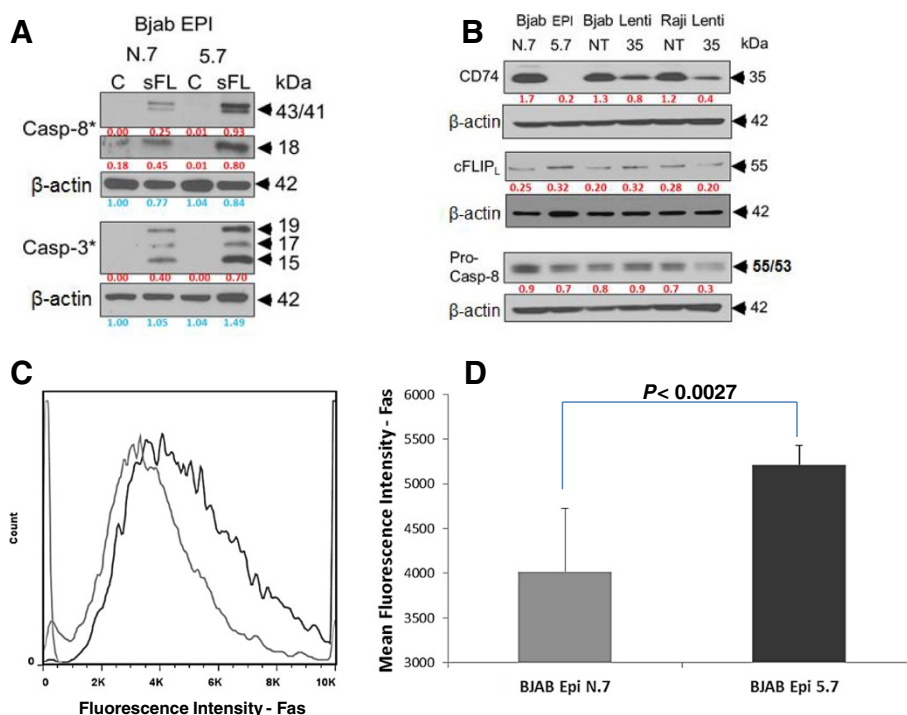 A
Bjab EPI
N.7 5.7
C sFL C sFL kDa
Casp-8*
43/41
0.00 0.25 0.01 0.93
18
0.18 0.45 0.01 0.80
β-actin 42
1.00 0.77 1.04 0.84
Casp-3*
19
17
15
0.00 0.40 0.00 0.70
β-actin 42
1.00 1.05 1.04 1.49
B
Bjab EPI Bjab Lenti Raji Lenti
N.7 5.7 NT 35 NT 35 kDa
CD74 35
1.7 0.2 1.3 0.8 1.2 0.4
β-actin 42
cFLIPL 55
0.25 0.32 0.20 0.32 0.28 0.20
β-actin 42
Pro-
Casp-8 55/53
0.9 0.7 0.8 0.9 0.7 0.3
β-actin 42
C
Count
0
0 2K 4K 6K 8K 10K
Fluorescence Intensity - Fas
D
P< 0.0027
Mean Fluorescence Intensity - Fas
6000
5500
5000
4500
4000
3500
3000
BJAB Epi N.7 BJAB Epi 5.7